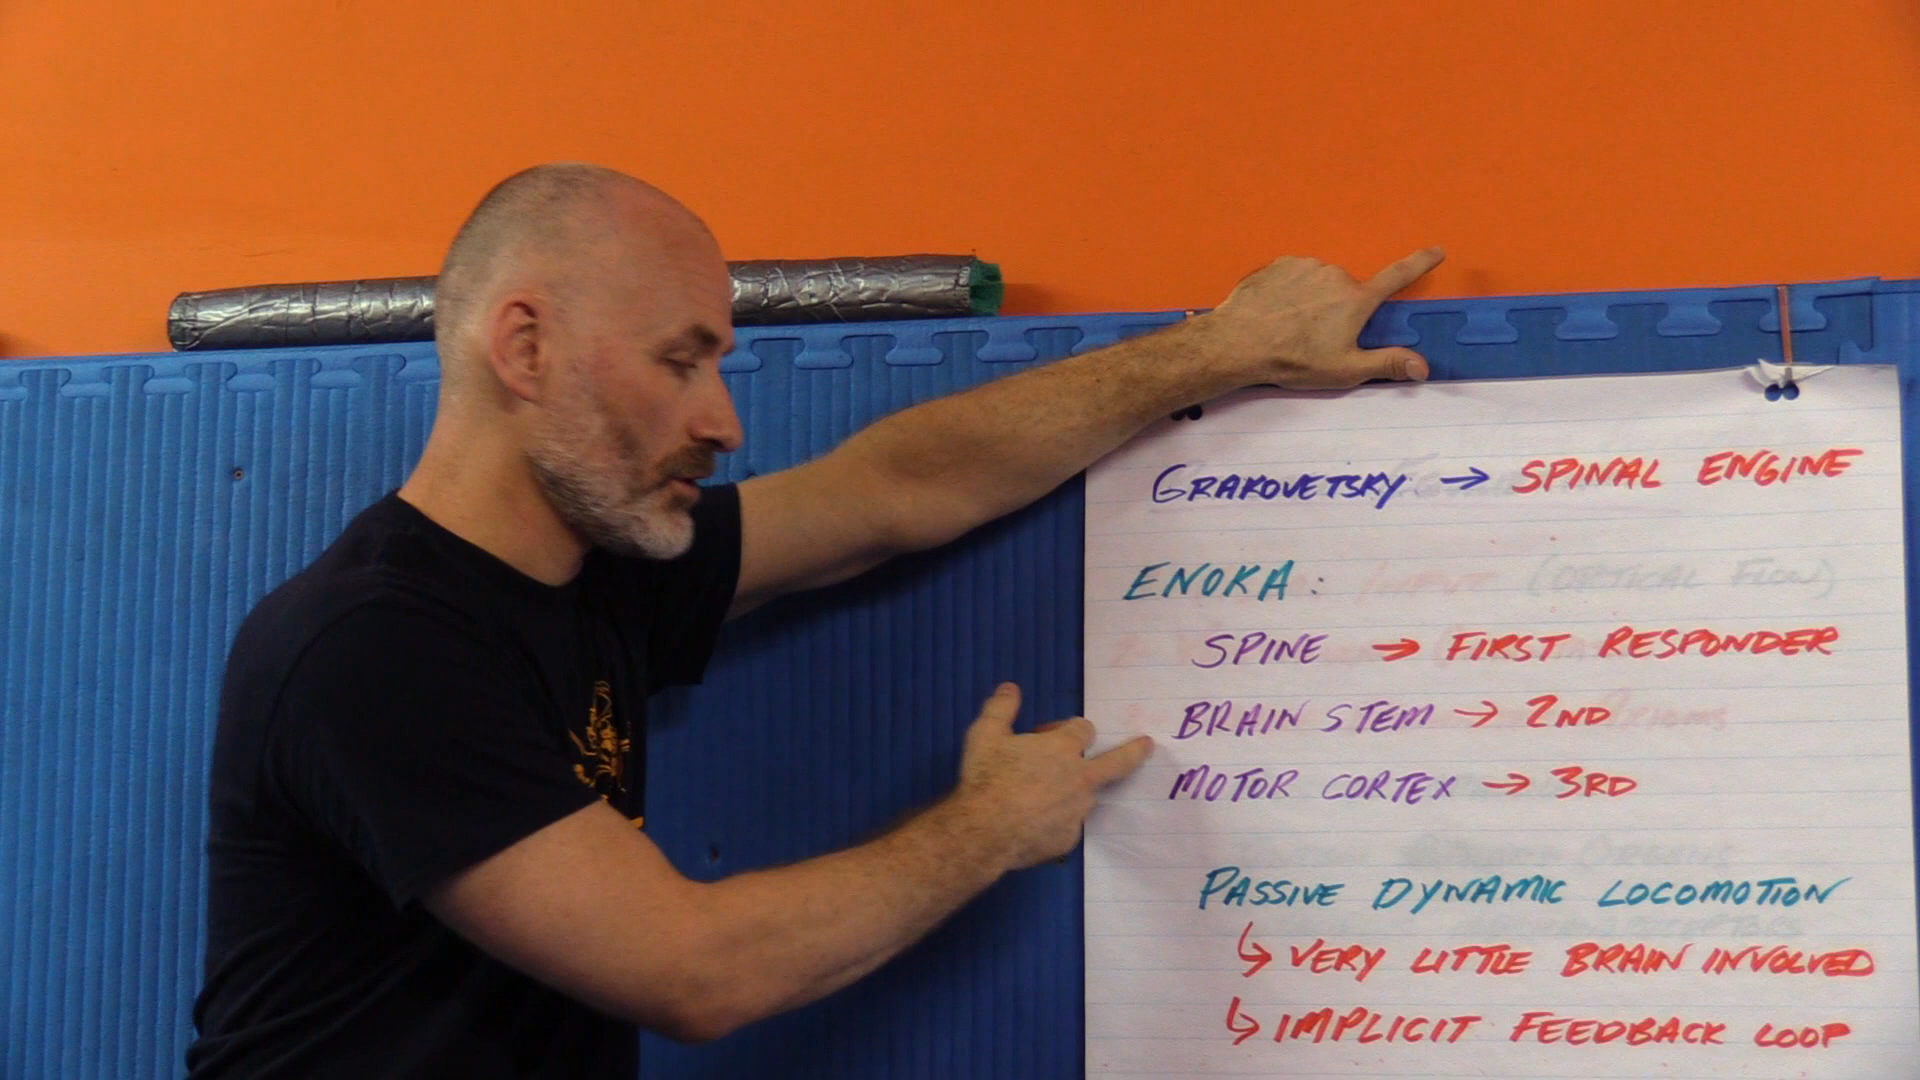 GRAKOVETSKY → SPINAL ENGINE
ENOKA:
SPINE → FIRST RESPONDER
BRAIN STEM → 2ND
MOTOR CORTEX → 3RD
PASSIVE DYNAMIC LOCOMOTION
↳ VERY LITTLE BRAIN INVOLVED
↳ IMPLICIT FEEDBACK LOOP